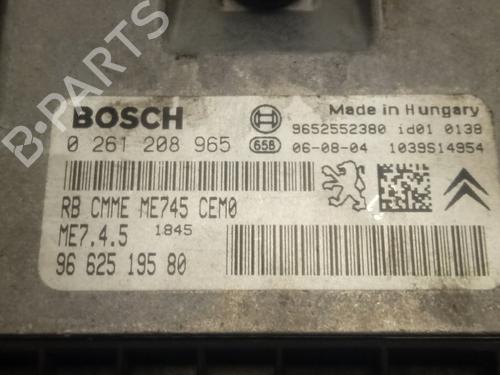 BOSCH
Made in Hungary
0 261 208 965
9652552380 id01 0138
658
06-08-04 1039S14954
RB CMME ME745 CEM0
ME7.4.5 1845
96 625 195 80
B-PARTS